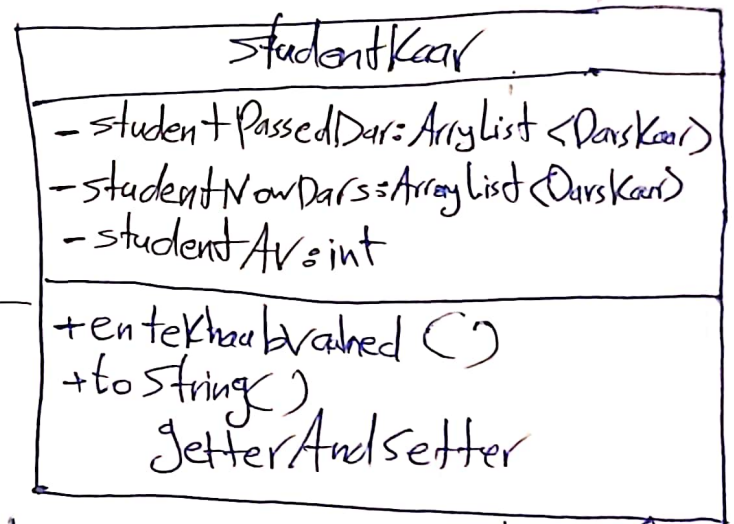 studentKaar
- studentPassedDar: ArryList <DarsKaar>
- studentNowDars: ArrayList <DarsKaar>
- studentAv: int
+ entekhaabvahed ()
+ toString()
getterAndsetter